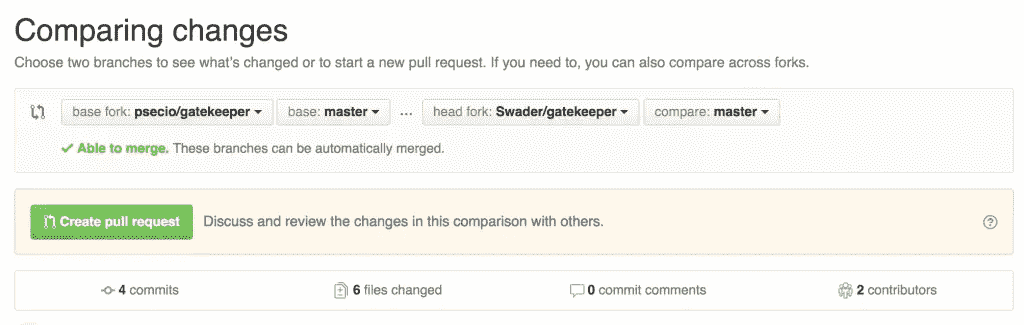 Comparing changes
Choose two branches to see what's changed or to start a new pull request. If you need to, you can also compare across forks.
base fork: psecio/gatekeeper base: master ... head fork: Swader/gatekeeper compare: master
Able to merge. These branches can be automatically merged.
Create pull request Discuss and review the changes in this comparison with others. ?
4 commits 6 files changed 0 commit comments 2 contributors